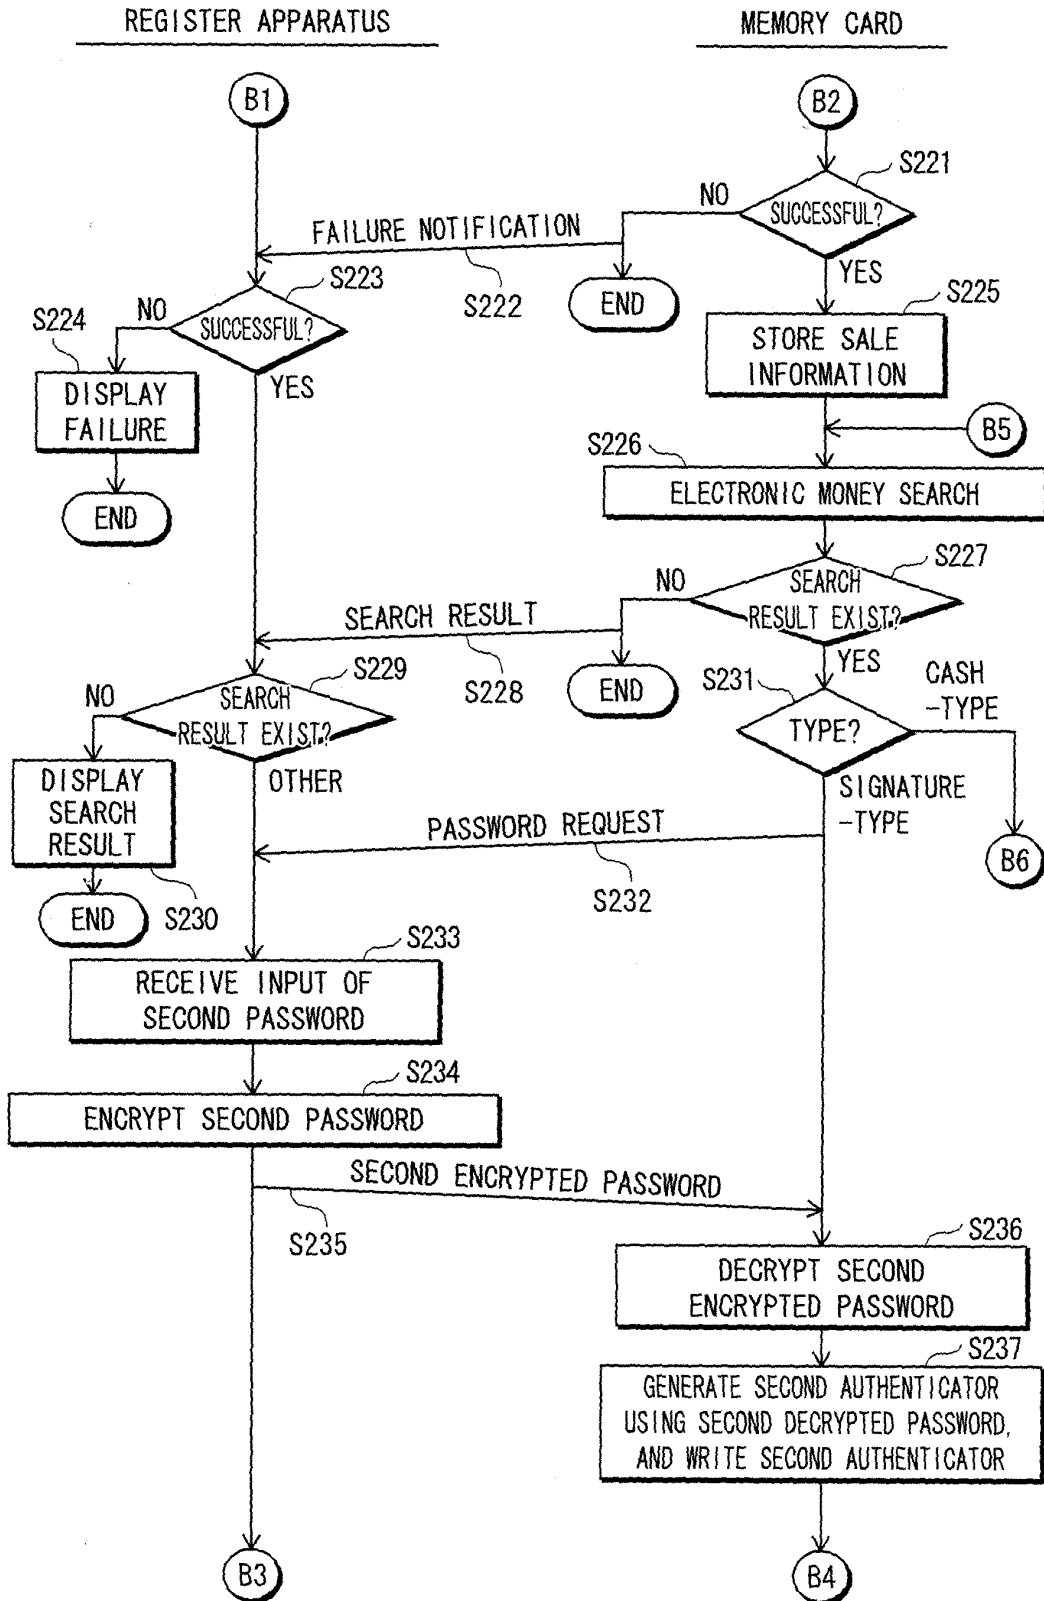 REGISTER APPARATUS
MEMORY CARD
B1
B2
S221
NO
SUCCESSFUL?
FAILURE NOTIFICATION
S222
YES
END
S223
S225
S224
NO
SUCCESSFUL?
STORE SALE
INFORMATION
DISPLAY
FAILURE
YES
B5
S226
END
ELECTRONIC MONEY SEARCH
S227
NO
SEARCH
RESULT EXIST?
SEARCH RESULT
S228
YES
END
S229
S231
CASH
-TYPE
NO
SEARCH
RESULT EXIST?
TYPE?
DISPLAY
SEARCH
RESULT
OTHER
SIGNATURE
-TYPE
PASSWORD REQUEST
S232
B6
END
S230
S233
RECEIVE INPUT OF
SECOND PASSWORD
S234
ENCRYPT SECOND PASSWORD
SECOND ENCRYPTED PASSWORD
S235
S236
DECRYPT SECOND
ENCRYPTED PASSWORD
S237
GENERATE SECOND AUTHENTICATOR
USING SECOND DECRYPTED PASSWORD,
AND WRITE SECOND AUTHENTICATOR
B3
B4